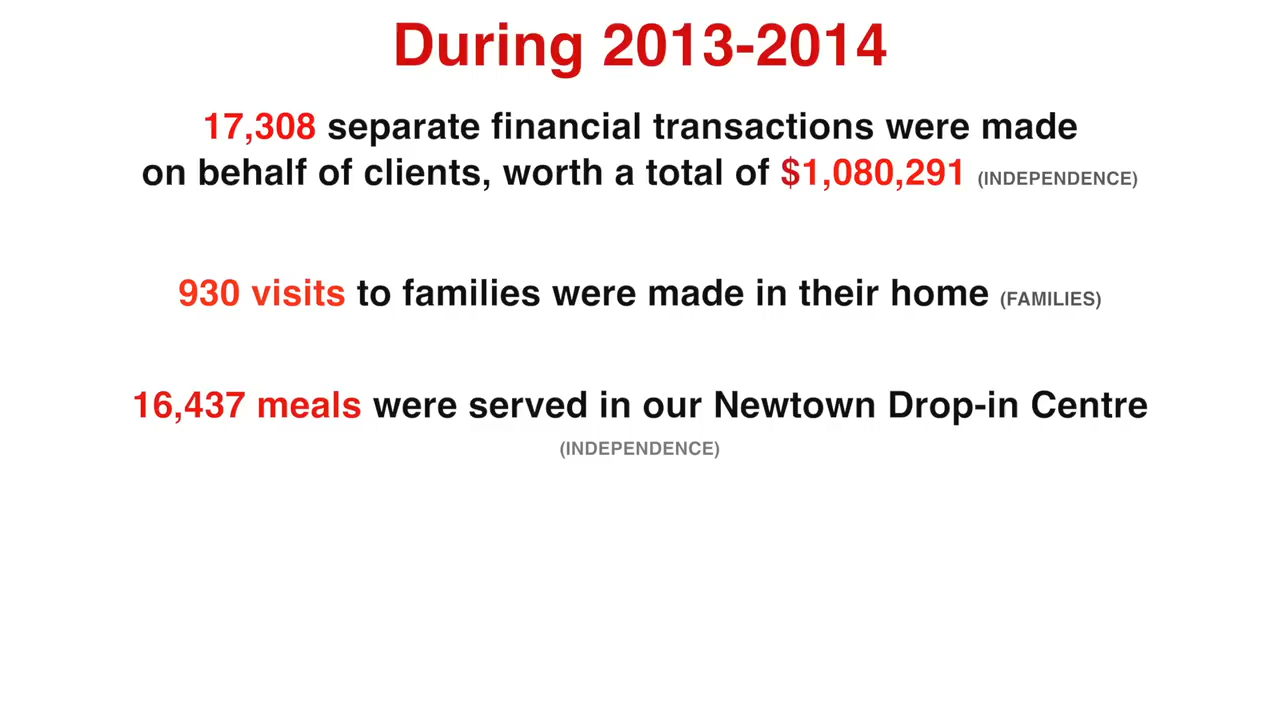 During 2013-2014
17,308 separate financial transactions were made
on behalf of clients, worth a total of $1,080,291 (INDEPENDENCE)
930 visits to families were made in their home (FAMILIES)
16,437 meals were served in our Newtown Drop-in Centre
(INDEPENDENCE)